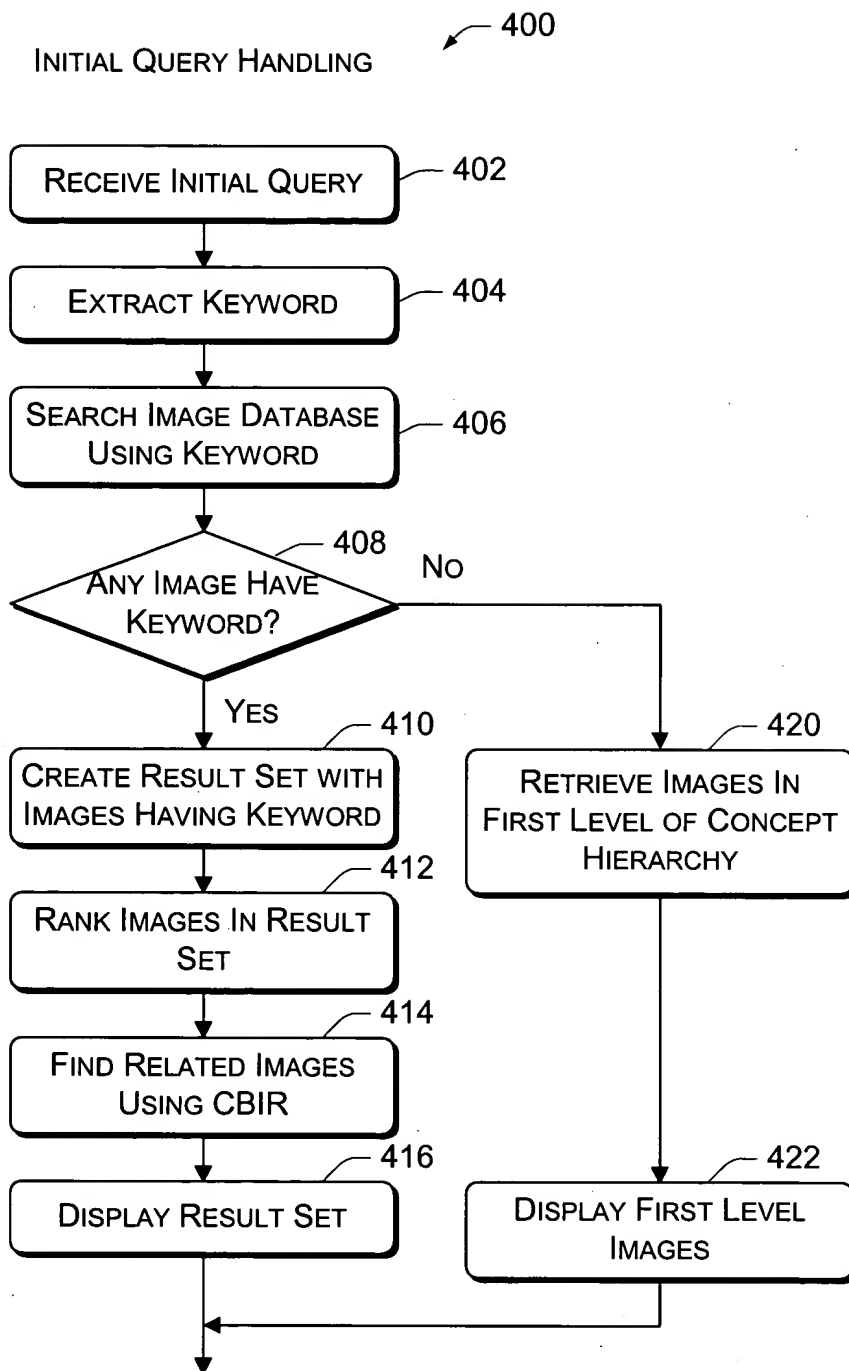 400
INITIAL QUERY HANDLING
RECEIVE INITIAL QUERY
402
EXTRACT KEYWORD
404
SEARCH IMAGE DATABASE
USING KEYWORD
406
408
ANY IMAGE HAVE
KEYWORD?
NO
YES
410
CREATE RESULT SET WITH
IMAGES HAVING KEYWORD
412
RANK IMAGES IN RESULT
SET
414
FIND RELATED IMAGES
USING CBIR
416
DISPLAY RESULT SET
420
RETRIEVE IMAGES IN
FIRST LEVEL OF CONCEPT
HIERARCHY
422
DISPLAY FIRST LEVEL
IMAGES